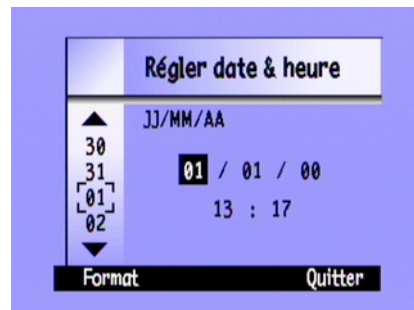 Régler date & heure
JJ/MM/AA
30
31
01
02
01 / 01 / 00
13 : 17
Format Quitter